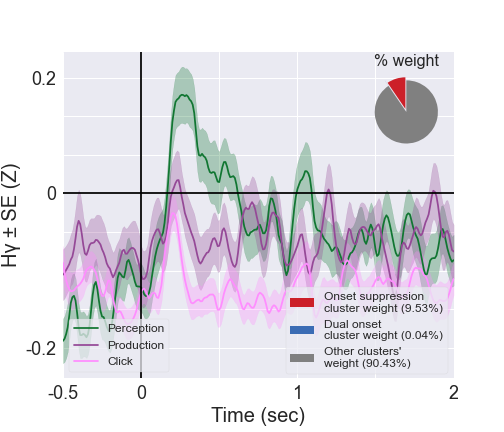 % weight
0.2
0
-0.2
Hγ ± SE (Z)
Perception
Production
Click
Onset suppression
cluster weight (9.53%)
Dual onset
cluster weight (0.04%)
Other clusters'
weight (90.43%)
-0.5
0
1
2
Time (sec)